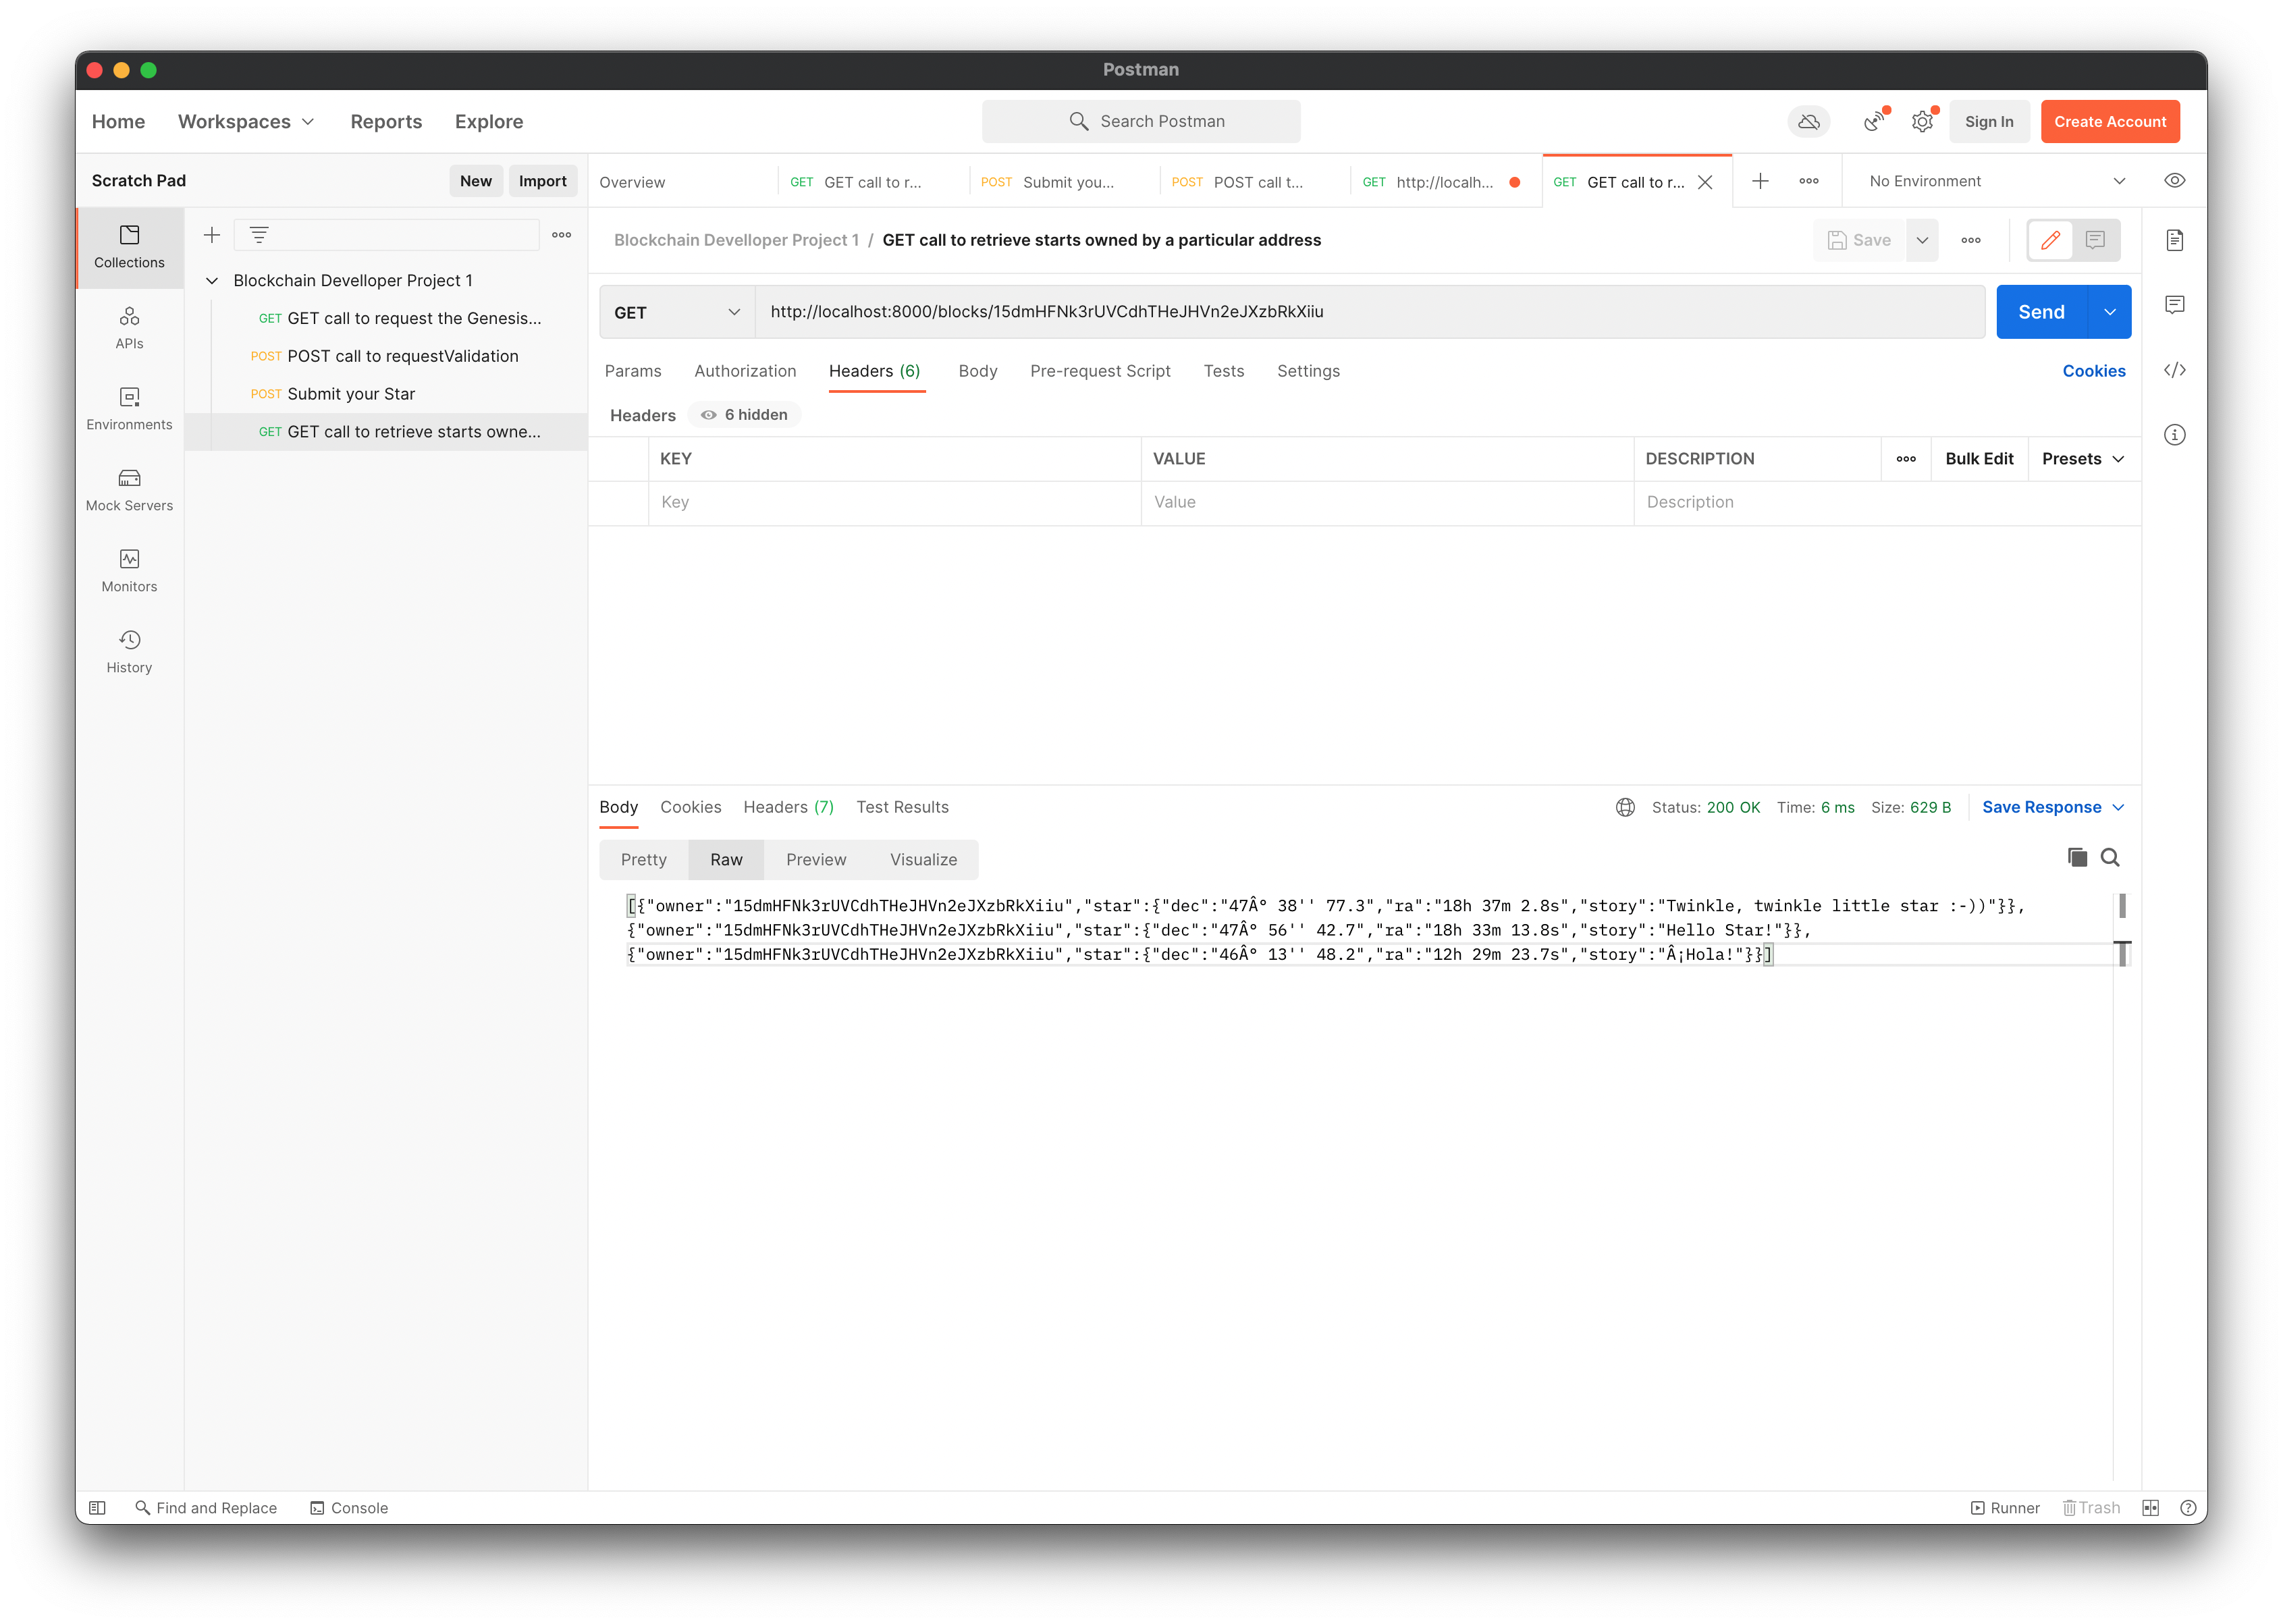 Postman
Home Workspaces Reports Explore Search Postman Sign In Create Account
Scratch Pad New Import
Overview GET GET call to r... POST Submit you... POST POST call t... GET http://localh... GET GET call to r... No Environment
Collections
APIs
Environments
Mock Servers
Monitors
History
Blockchain Develloper Project 1
GET GET call to request the Genesis...
POST POST call to requestValidation
POST Submit your Star
GET GET call to retrieve starts owne...
Blockchain Develloper Project 1 / GET call to retrieve starts owned by a particular address Save
GET http://localhost:8000/blocks/15dmHFNk3rUVCdhTHeJHVn2eJXzbRkXiiu Send
Params Authorization Headers (6) Body Pre-request Script Tests Settings Cookies
Headers 6 hidden
KEY VALUE DESCRIPTION Bulk Edit Presets
Key Value Description
Body Cookies Headers (7) Test Results Status: 200 OK Time: 6 ms Size: 629 B Save Response
Pretty Raw Preview Visualize
[{"owner":"15dmHFNk3rUVCdhTHeJHVn2eJXzbRkXiiu","star":{"dec":"47Â° 38'' 77.3","ra":"18h 37m 2.8s","story":"Twinkle, twinkle little star :-))"}},
{"owner":"15dmHFNk3rUVCdhTHeJHVn2eJXzbRkXiiu","star":{"dec":"47Â° 56'' 42.7","ra":"18h 33m 13.8s","story":"Hello Star!"}},
{"owner":"15dmHFNk3rUVCdhTHeJHVn2eJXzbRkXiiu","star":{"dec":"46Â° 13'' 48.2","ra":"12h 29m 23.7s","story":"Â¡Hola!"}}]
Find and Replace Console Runner Trash